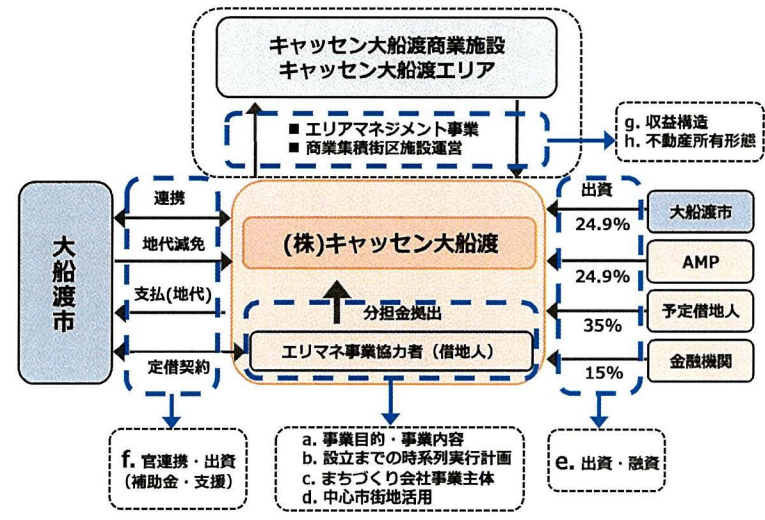 キャッセン大船渡商業施設
キャッセン大船渡エリア
■ エリアマネジメント事業
■ 商業集積街区施設運営
g. 収益構造
h. 不動産所有形態
大船渡市
連携
地代減免
支払(地代)
定借契約
(株)キャッセン大船渡
分担金拠出
エリマネ事業協力者（借地人）
出資
24.9%
24.9%
35%
15%
大船渡市
AMP
予定借地人
金融機関
f. 官連携・出資
（補助金・支援）
a. 事業目的・事業内容
b. 設立までの時系列実行計画
c. まちづくり会社事業主体
d. 中心市街地活用
e. 出資・融資